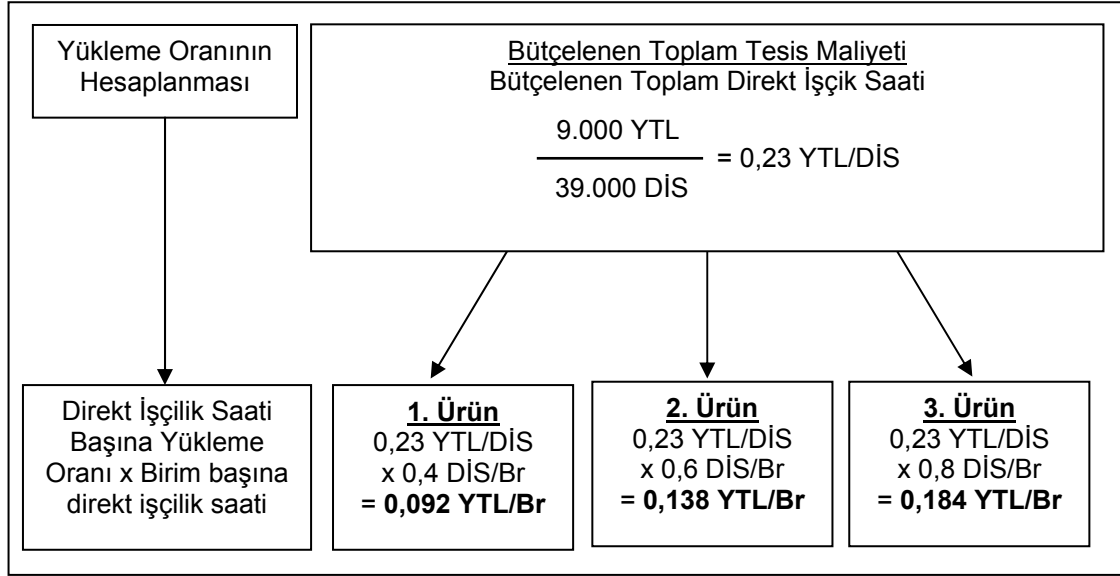 Yükleme Oranının
Hesaplanması
Bütçelenen Toplam Tesis Maliyeti
Bütçelenen Toplam Direkt İşçik Saati
9.000 YTL
39.000 DİS
= 0,23 YTL/DİS
Direkt İşçilik Saati
Başına Yükleme
Oranı x Birim başına
direkt işçilik saati
1. Ürün
0,23 YTL/DİS
x 0,4 DİS/Br
= 0,092 YTL/Br
2. Ürün
0,23 YTL/DİS
x 0,6 DİS/Br
= 0,138 YTL/Br
3. Ürün
0,23 YTL/DİS
x 0,8 DİS/Br
= 0,184 YTL/Br